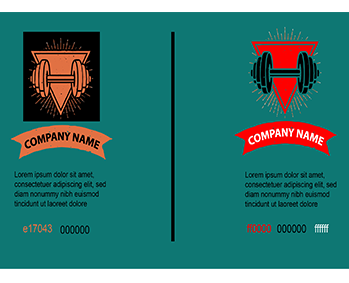 COMPANY NAME
Lorem ipsum dolor sit amet,
consectetuer adipiscing elit, sed
diam nonummy nibh euismod
tincidunt ut laoreet dolore
e17043 000000
COMPANY NAME
Lorem ipsum dolor sit amet,
consectetuer adipiscing elit, sed
diam nonummy nibh euismod
tincidunt ut laoreet dolore
000000 ffffff